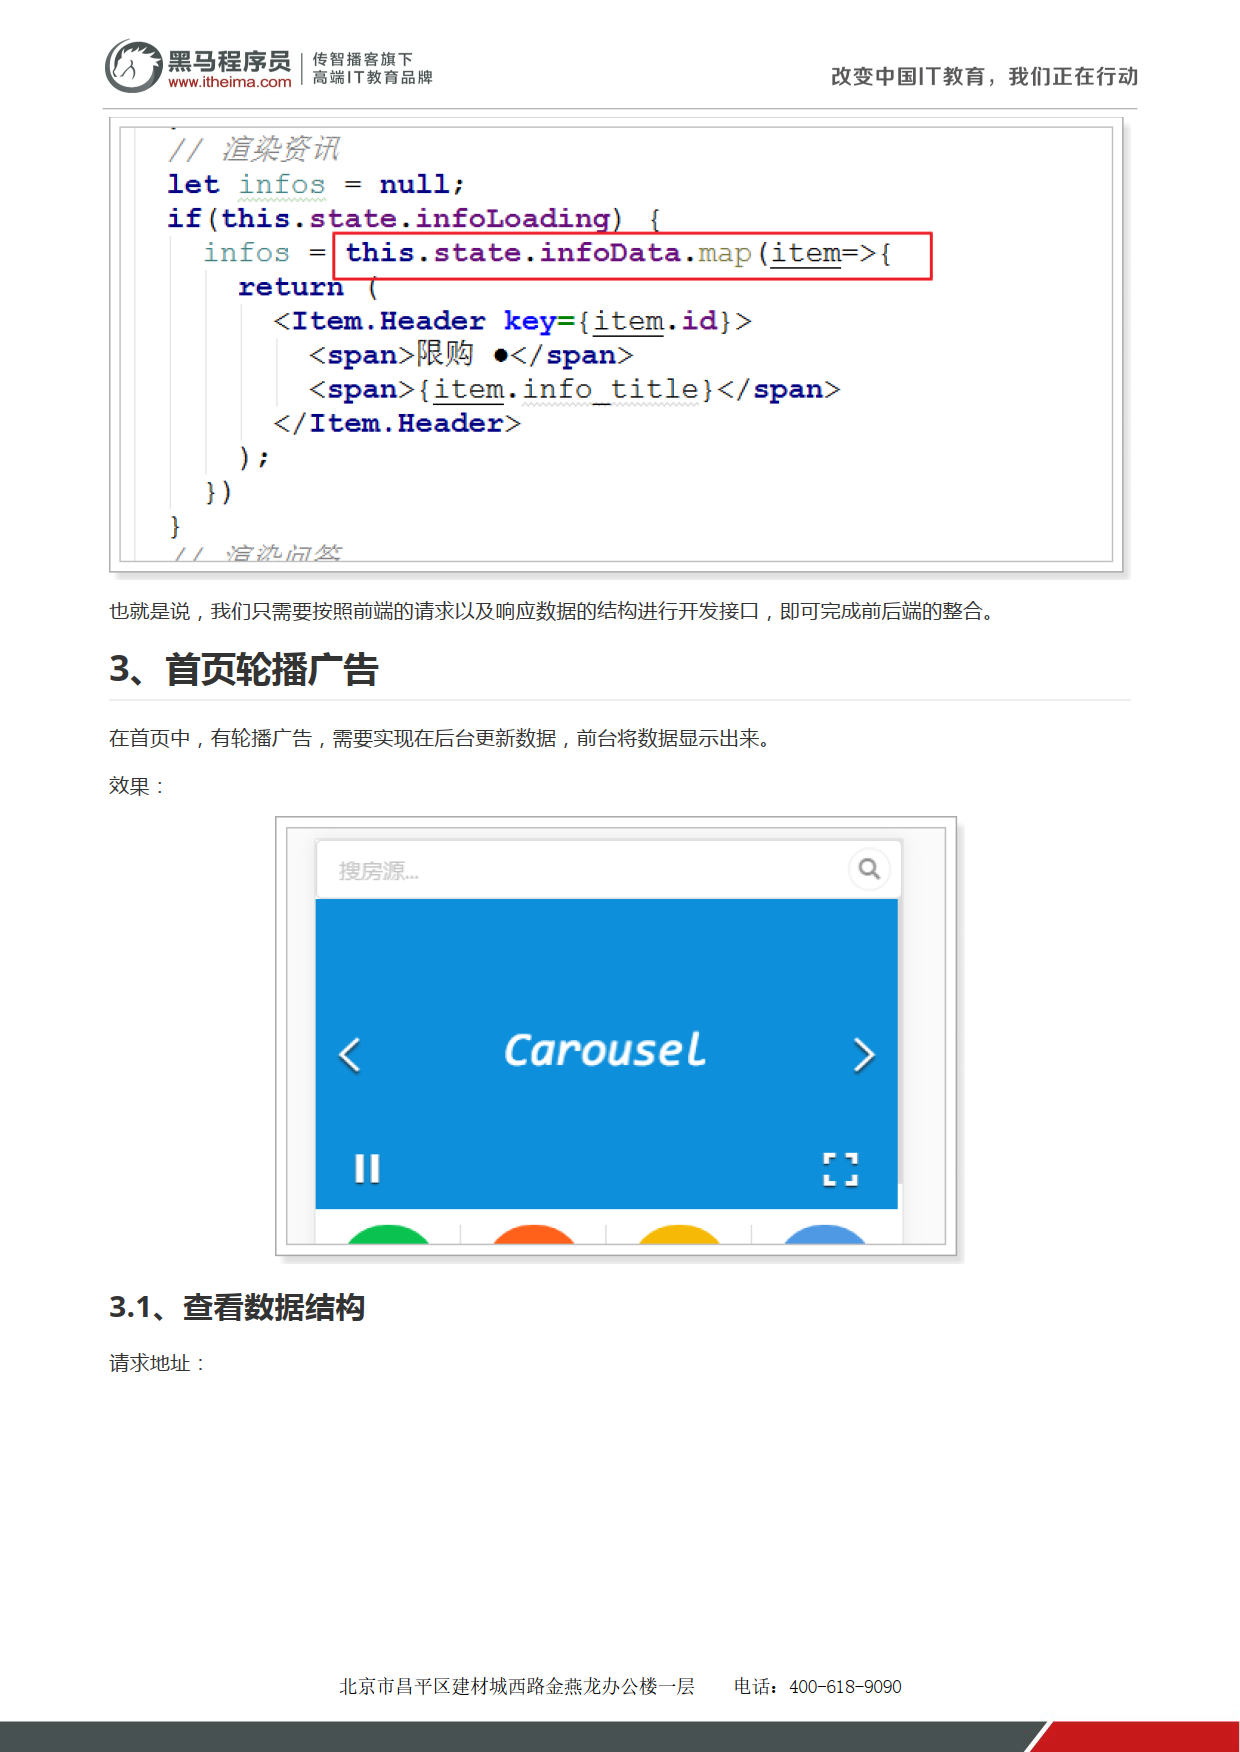 黑马程序员
www.itheima.com
传智播客旗下
高端IT教育品牌
改变中国IT教育，我们正在行动
// 渲染资讯
let infos = null;
if(this.state.infoLoading) {
infos = this.state.infoData.map(item=>{
return (
<Item.Header key={item.id}>
<span>限购 ●</span>
<span>{item.info_title}</span>
</Item.Header>
);
})
}
// 渲染问答
也就是说，我们只需要按照前端的请求以及响应数据的结构进行开发接口，即可完成前后端的整合。
3、首页轮播广告
在首页中，有轮播广告，需要实现在后台更新数据，前台将数据显示出来。
效果：
搜房源...
Carousel
3.1、查看数据结构
请求地址：
北京市昌平区建材城西路金燕龙办公楼一层 电话：400-618-9090